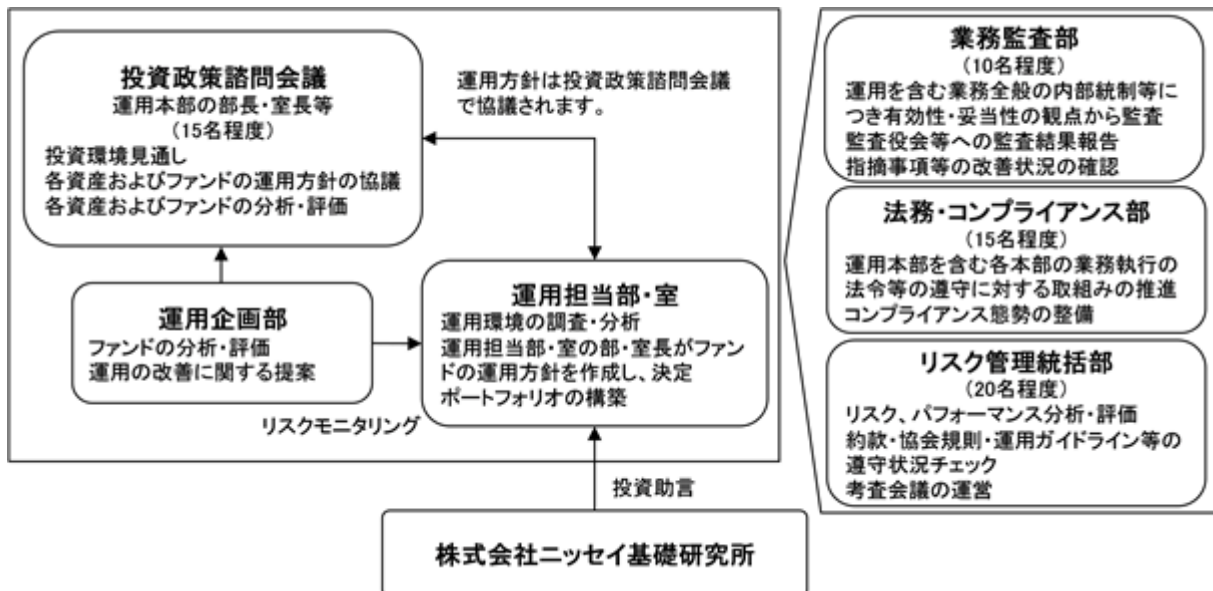 投資政策諮問会議
運用本部の部長・室長等
(15名程度)
投資環境見通し
各資産およびファンドの運用方針の協議
各資産およびファンドの分析・評価
運用方針は投資政策諮問会議
で協議されます。
運用企画部
ファンドの分析・評価
運用の改善に関する提案
リスクモニタリング
運用担当部・室
運用環境の調査・分析
運用担当部・室の部・室長がファン
ドの運用方針を作成し、決定
ポートフォリオの構築
投資助言
株式会社ニッセイ基礎研究所
業務監査部
(10名程度)
運用を含む業務全般の内部統制等に
つき有効性・妥当性の観点から監査
監査役会等への監査結果報告
指摘事項等の改善状況の確認
法務・コンプライアンス部
(15名程度)
運用本部を含む各本部の業務執行の
法令等の遵守に対する取組みの推進
コンプライアンス態勢の整備
リスク管理統括部
(20名程度)
リスク、パフォーマンス分析・評価
約款・協会規則・運用ガイドライン等の
遵守状況チェック
考査会議の運営